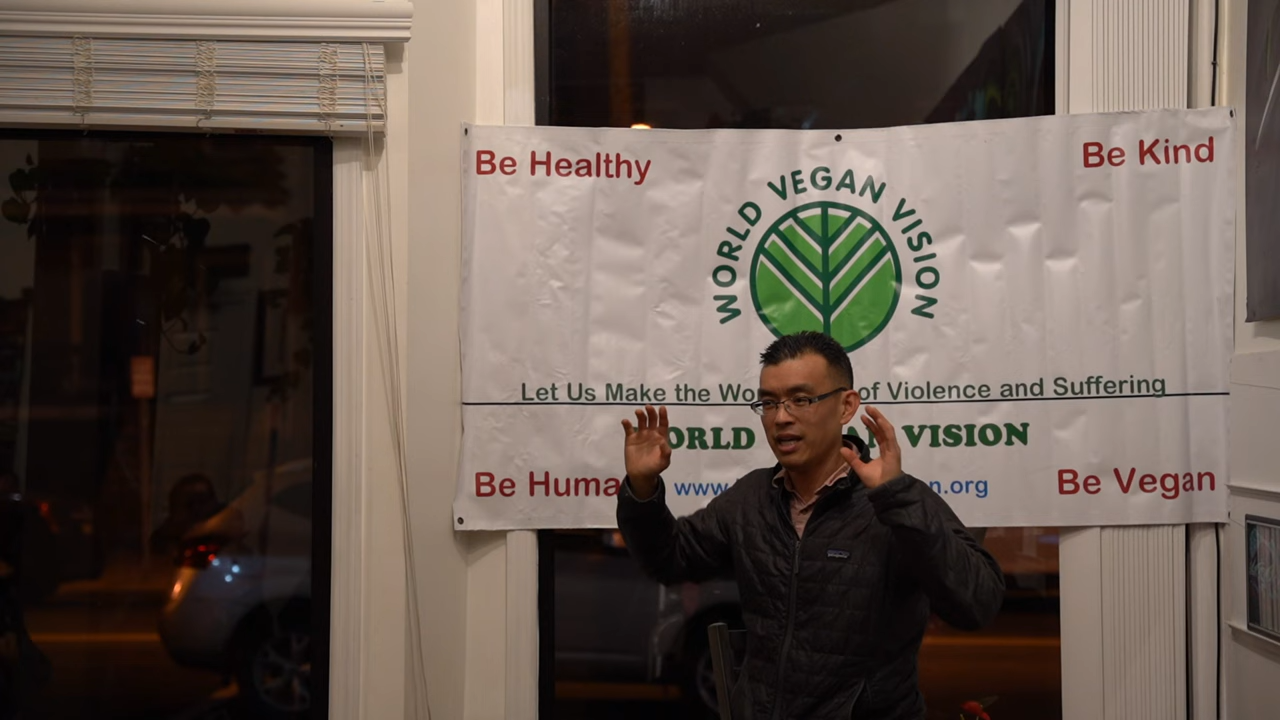 Be Healthy
Be Kind
WORLD VEGAN VISION
Let Us Make the Wo of Violence and Suffering
ORLD N VISION
Be Huma
www. n.org
Be Vegan
patagonia